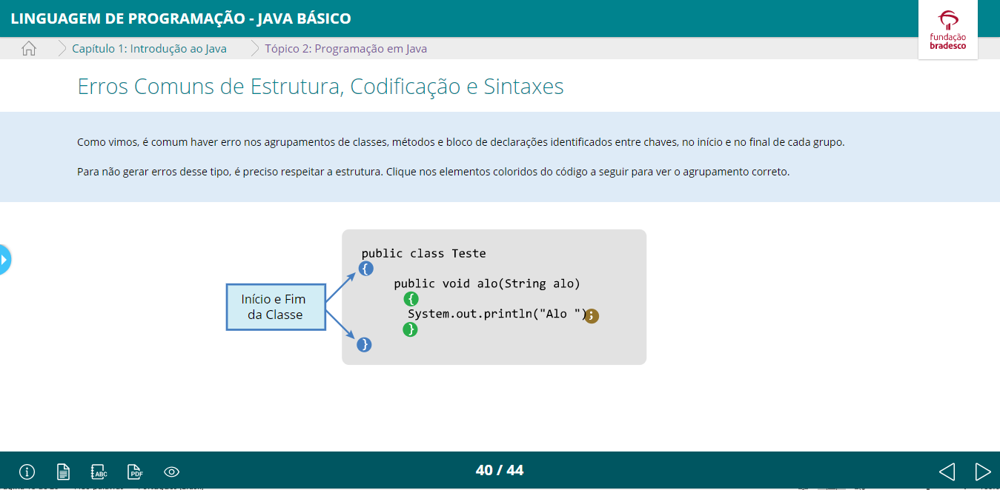 LINGUAGEM DE PROGRAMAÇÃO - JAVA BÁSICO
fundação
bradesco
Capítulo 1: Introdução ao Java
Tópico 2: Programação em Java
Erros Comuns de Estrutura, Codificação e Sintaxes
Como vimos, é comum haver erro nos agrupamentos de classes, métodos e bloco de declarações identificados entre chaves, no início e no final de cada grupo.
Para não gerar erros desse tipo, é preciso respeitar a estrutura. Clique nos elementos coloridos do código a seguir para ver o agrupamento correto.
Início e Fim
da Classe
public class Teste
{
public void alo(String alo)
{
System.out.println("Alo ");
}
}
ABC
PDF
40 / 44